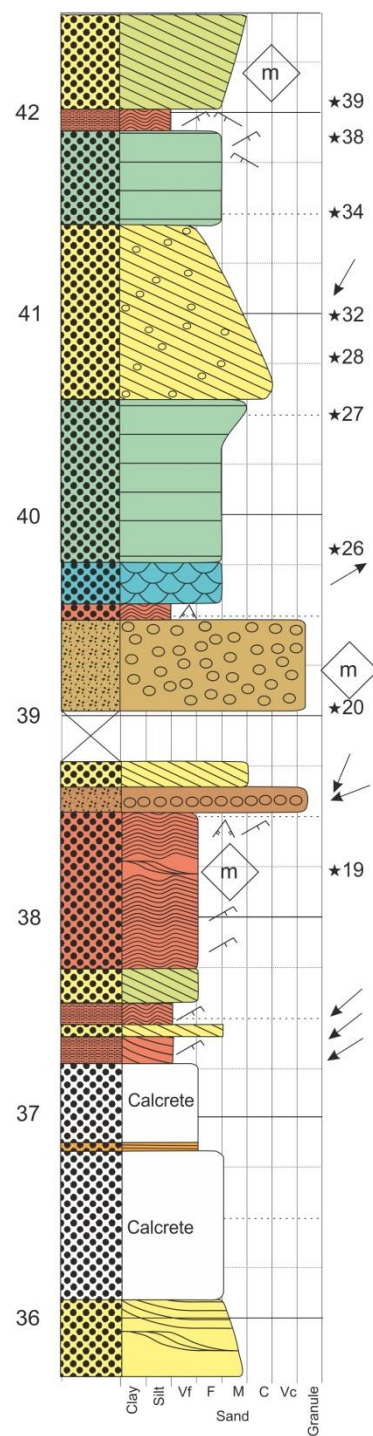 m
42
★39
★38
★34
41
★32
★28
★27
40
★26
m
39
★20
m
★19
38
37
Calcrete
Calcrete
36
Clay
Silt
Vf
F
M
C
Vc
Granule
Sand